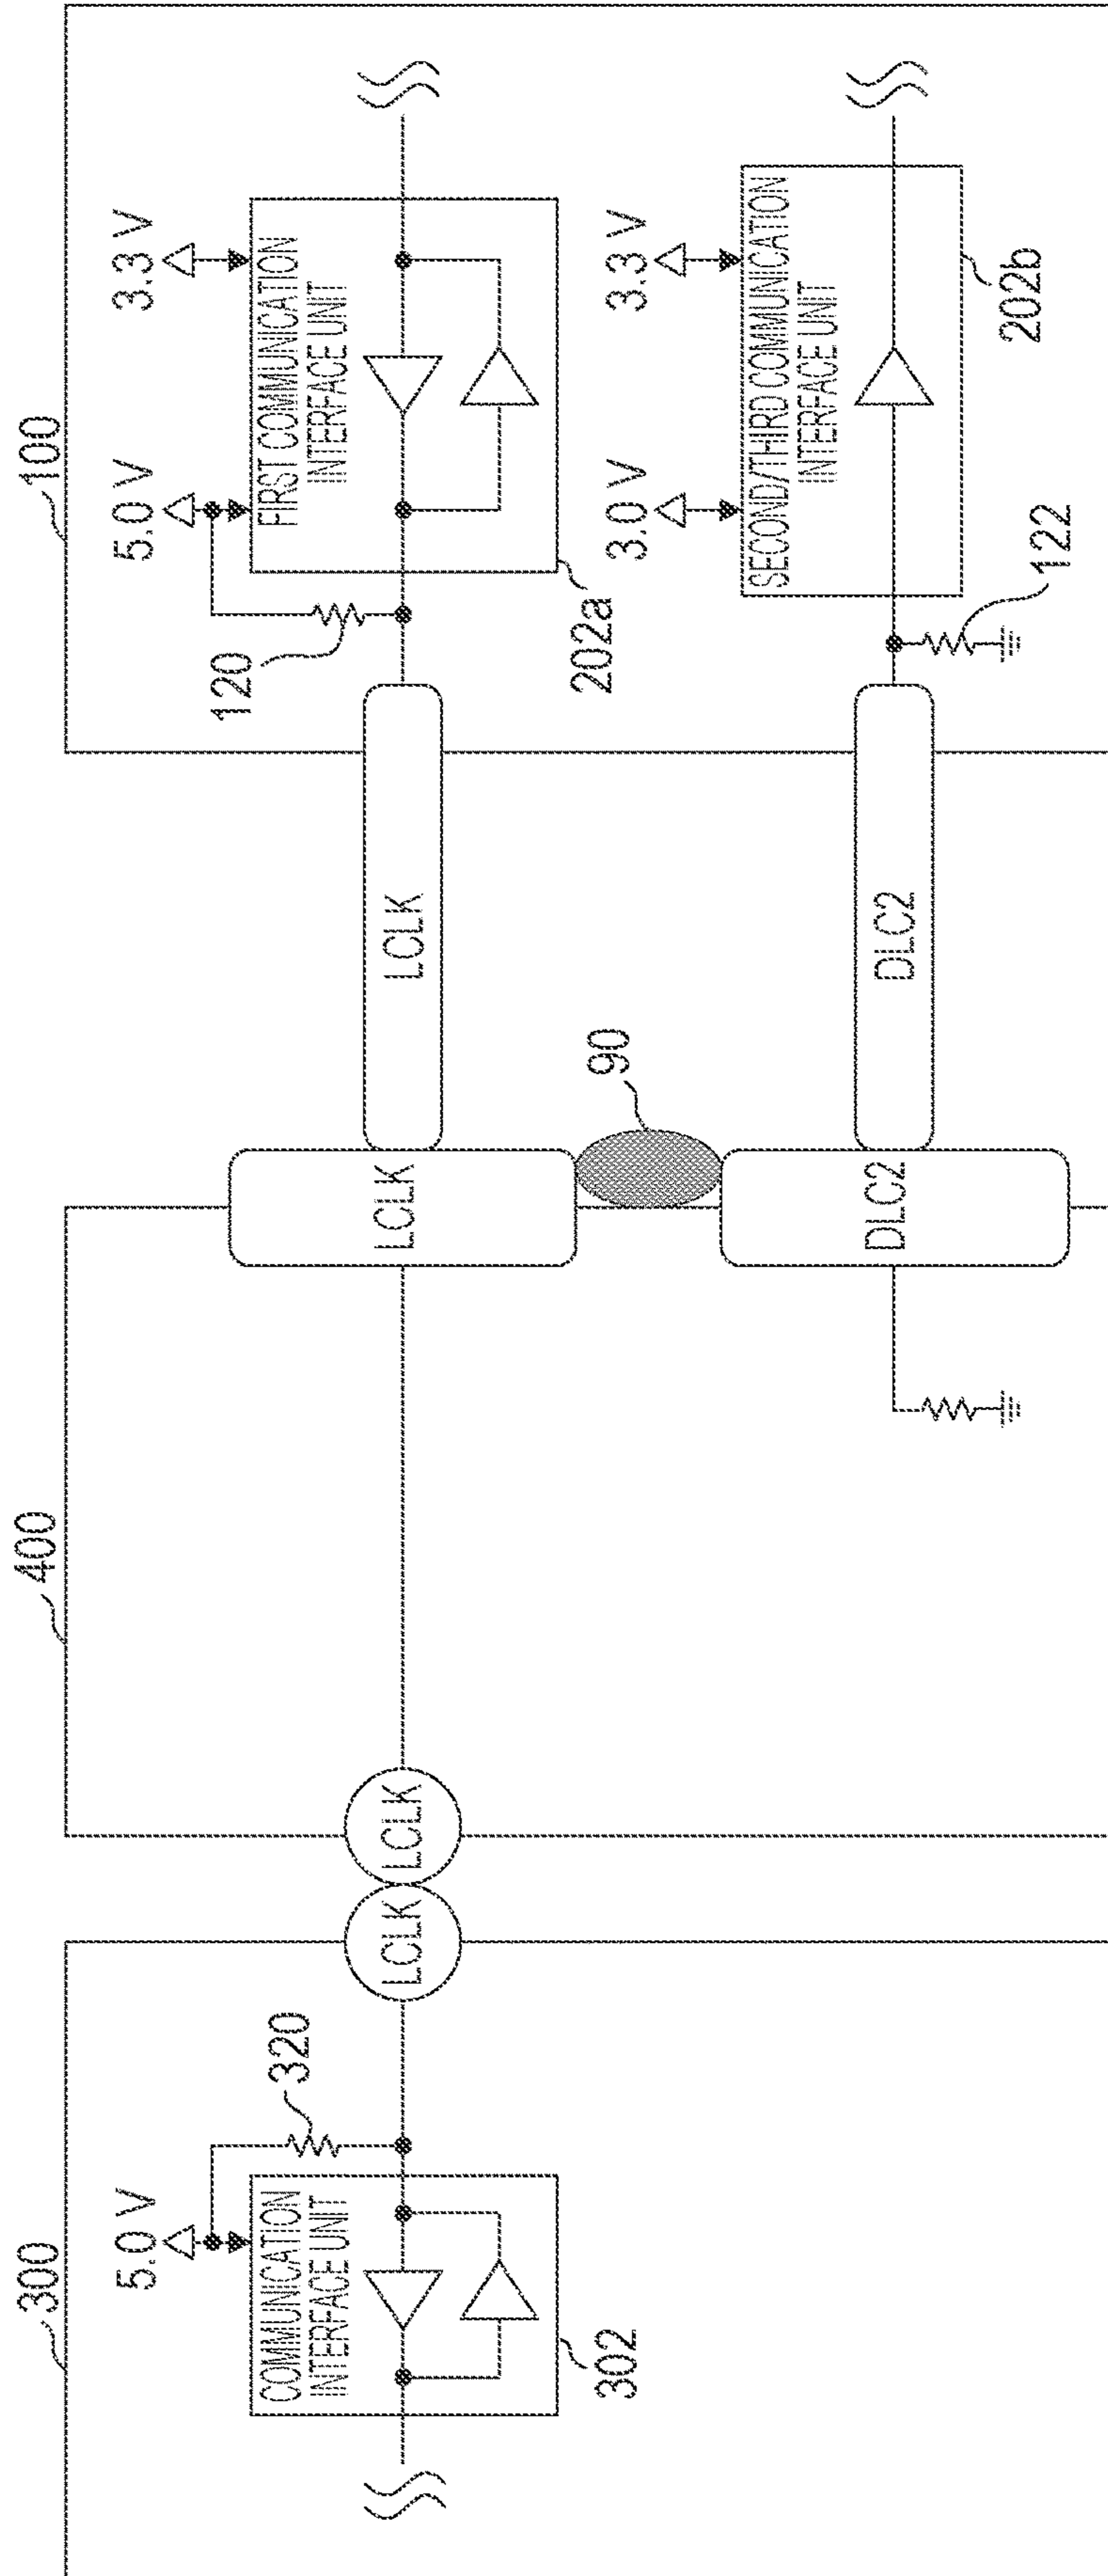 300
5.0 V
COMMUNICATION
INTERFACE UNIT
302
320
LCLK
LCLK
400
LCLK
DLC2
90
LCLK
DLC2
100
5.0 V
3.3 V
120
FIRST COMMUNICATION
INTERFACE UNIT
202a
3.0 V
3.3 V
SECOND/THIRD COMMUNICATION
INTERFACE UNIT
122
202b